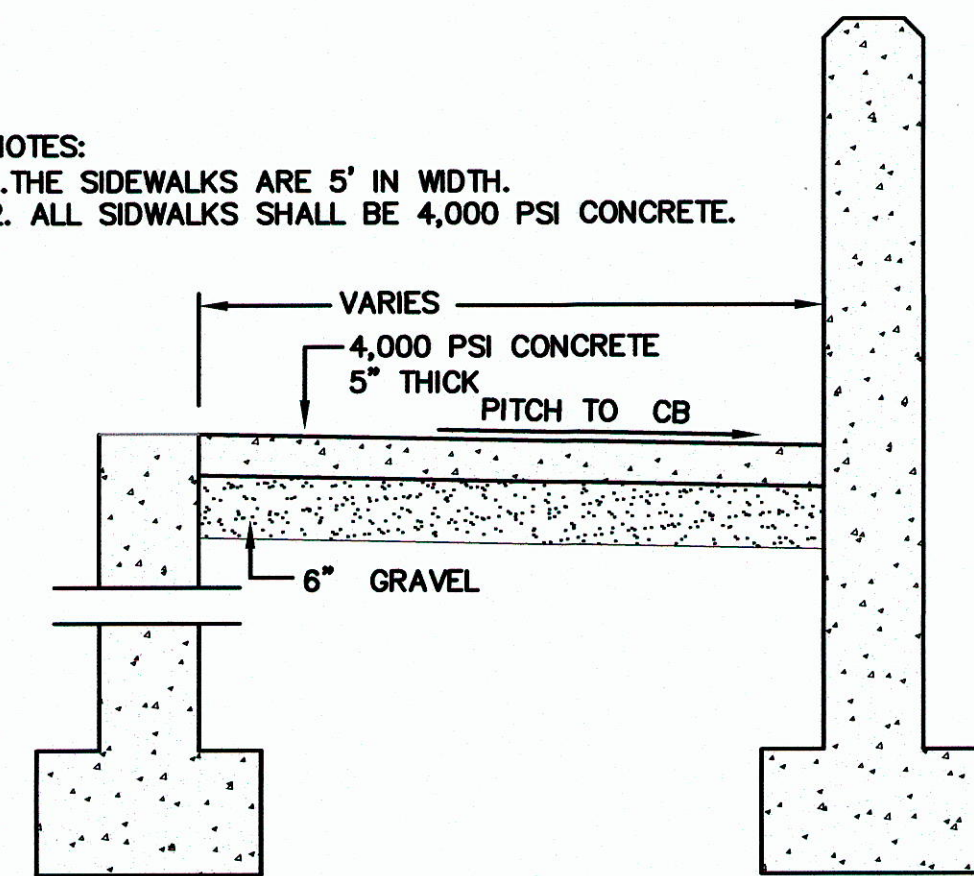 NOTES:
.THE SIDEWALKS ARE 5' IN WIDTH.
2. ALL SIDWALKS SHALL BE 4,000 PSI CONCRETE.
VARIES
4,000 PSI CONCRETE
5" THICK
PITCH TO CB
6" GRAVEL